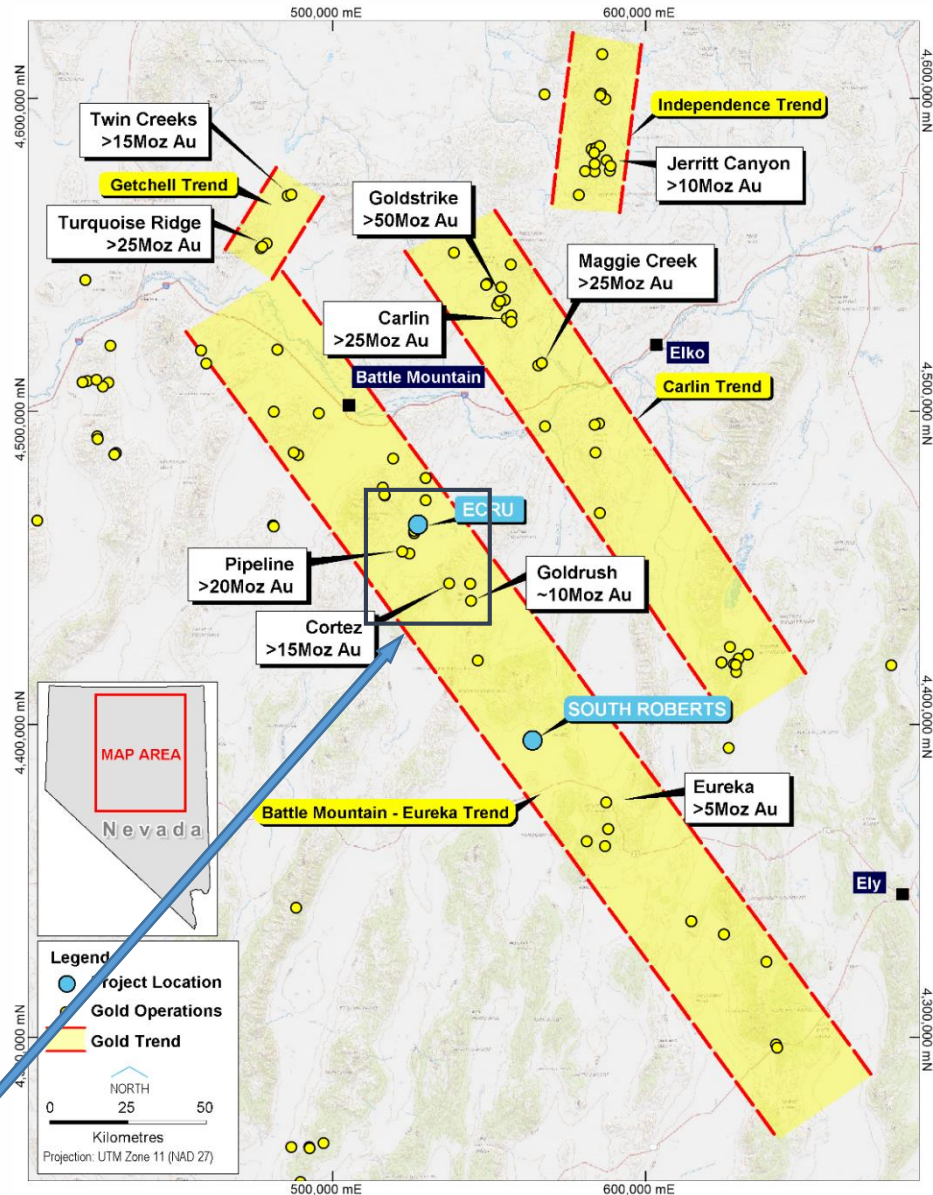 500,000 mE
600,000 mE
4,600,000 mN
4,600,000 mN
Twin Creeks
>15Moz Au
Independence Trend
Getchell Trend
Jerritt Canyon
>10Moz Au
Goldstrike
>50Moz Au
Turquoise Ridge
>25Moz Au
Maggie Creek
>25Moz Au
Carlin
>25Moz Au
Elko
Battle Mountain
Carlin Trend
4,500,000 mN
4,500,000 mN
ECRU
Pipeline
>20Moz Au
Goldrush
~10Moz Au
Cortez
>15Moz Au
SOUTH ROBERTS
4,400,000 mN
4,400,000 mN
MAP AREA
Nevada
Eureka
>5Moz Au
Battle Mountain - Eureka Trend
Ely
Legend
Project Location
Gold Operations
Gold Trend
4,300,000 mN
NORTH
0 25 50
Kilometres
Projection: UTM Zone 11 (NAD 27)
500,000 mE
600,000 mE